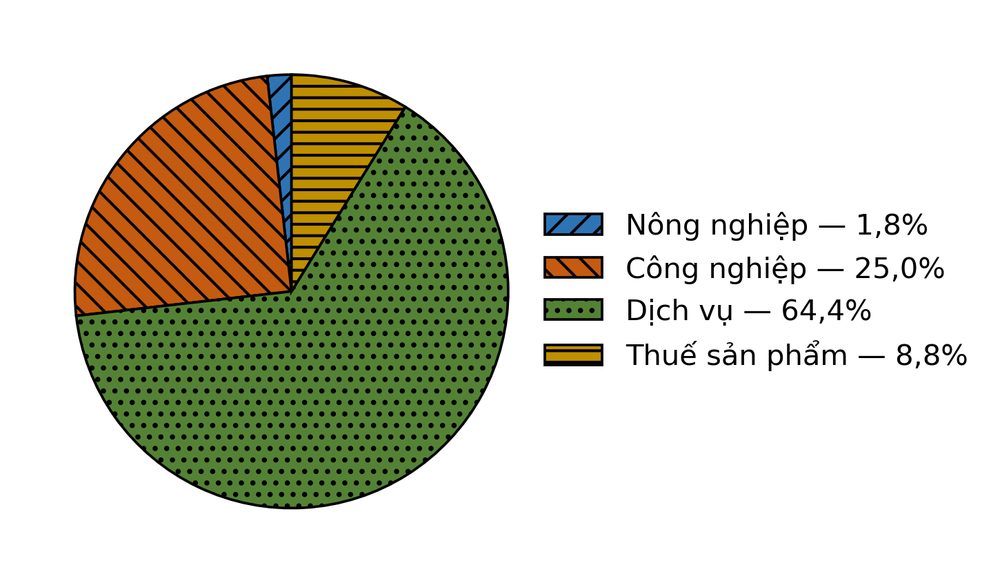 Nông nghiệp — 1,8%
Công nghiệp — 25,0%
Dịch vụ — 64,4%
Thuế sản phẩm — 8,8%